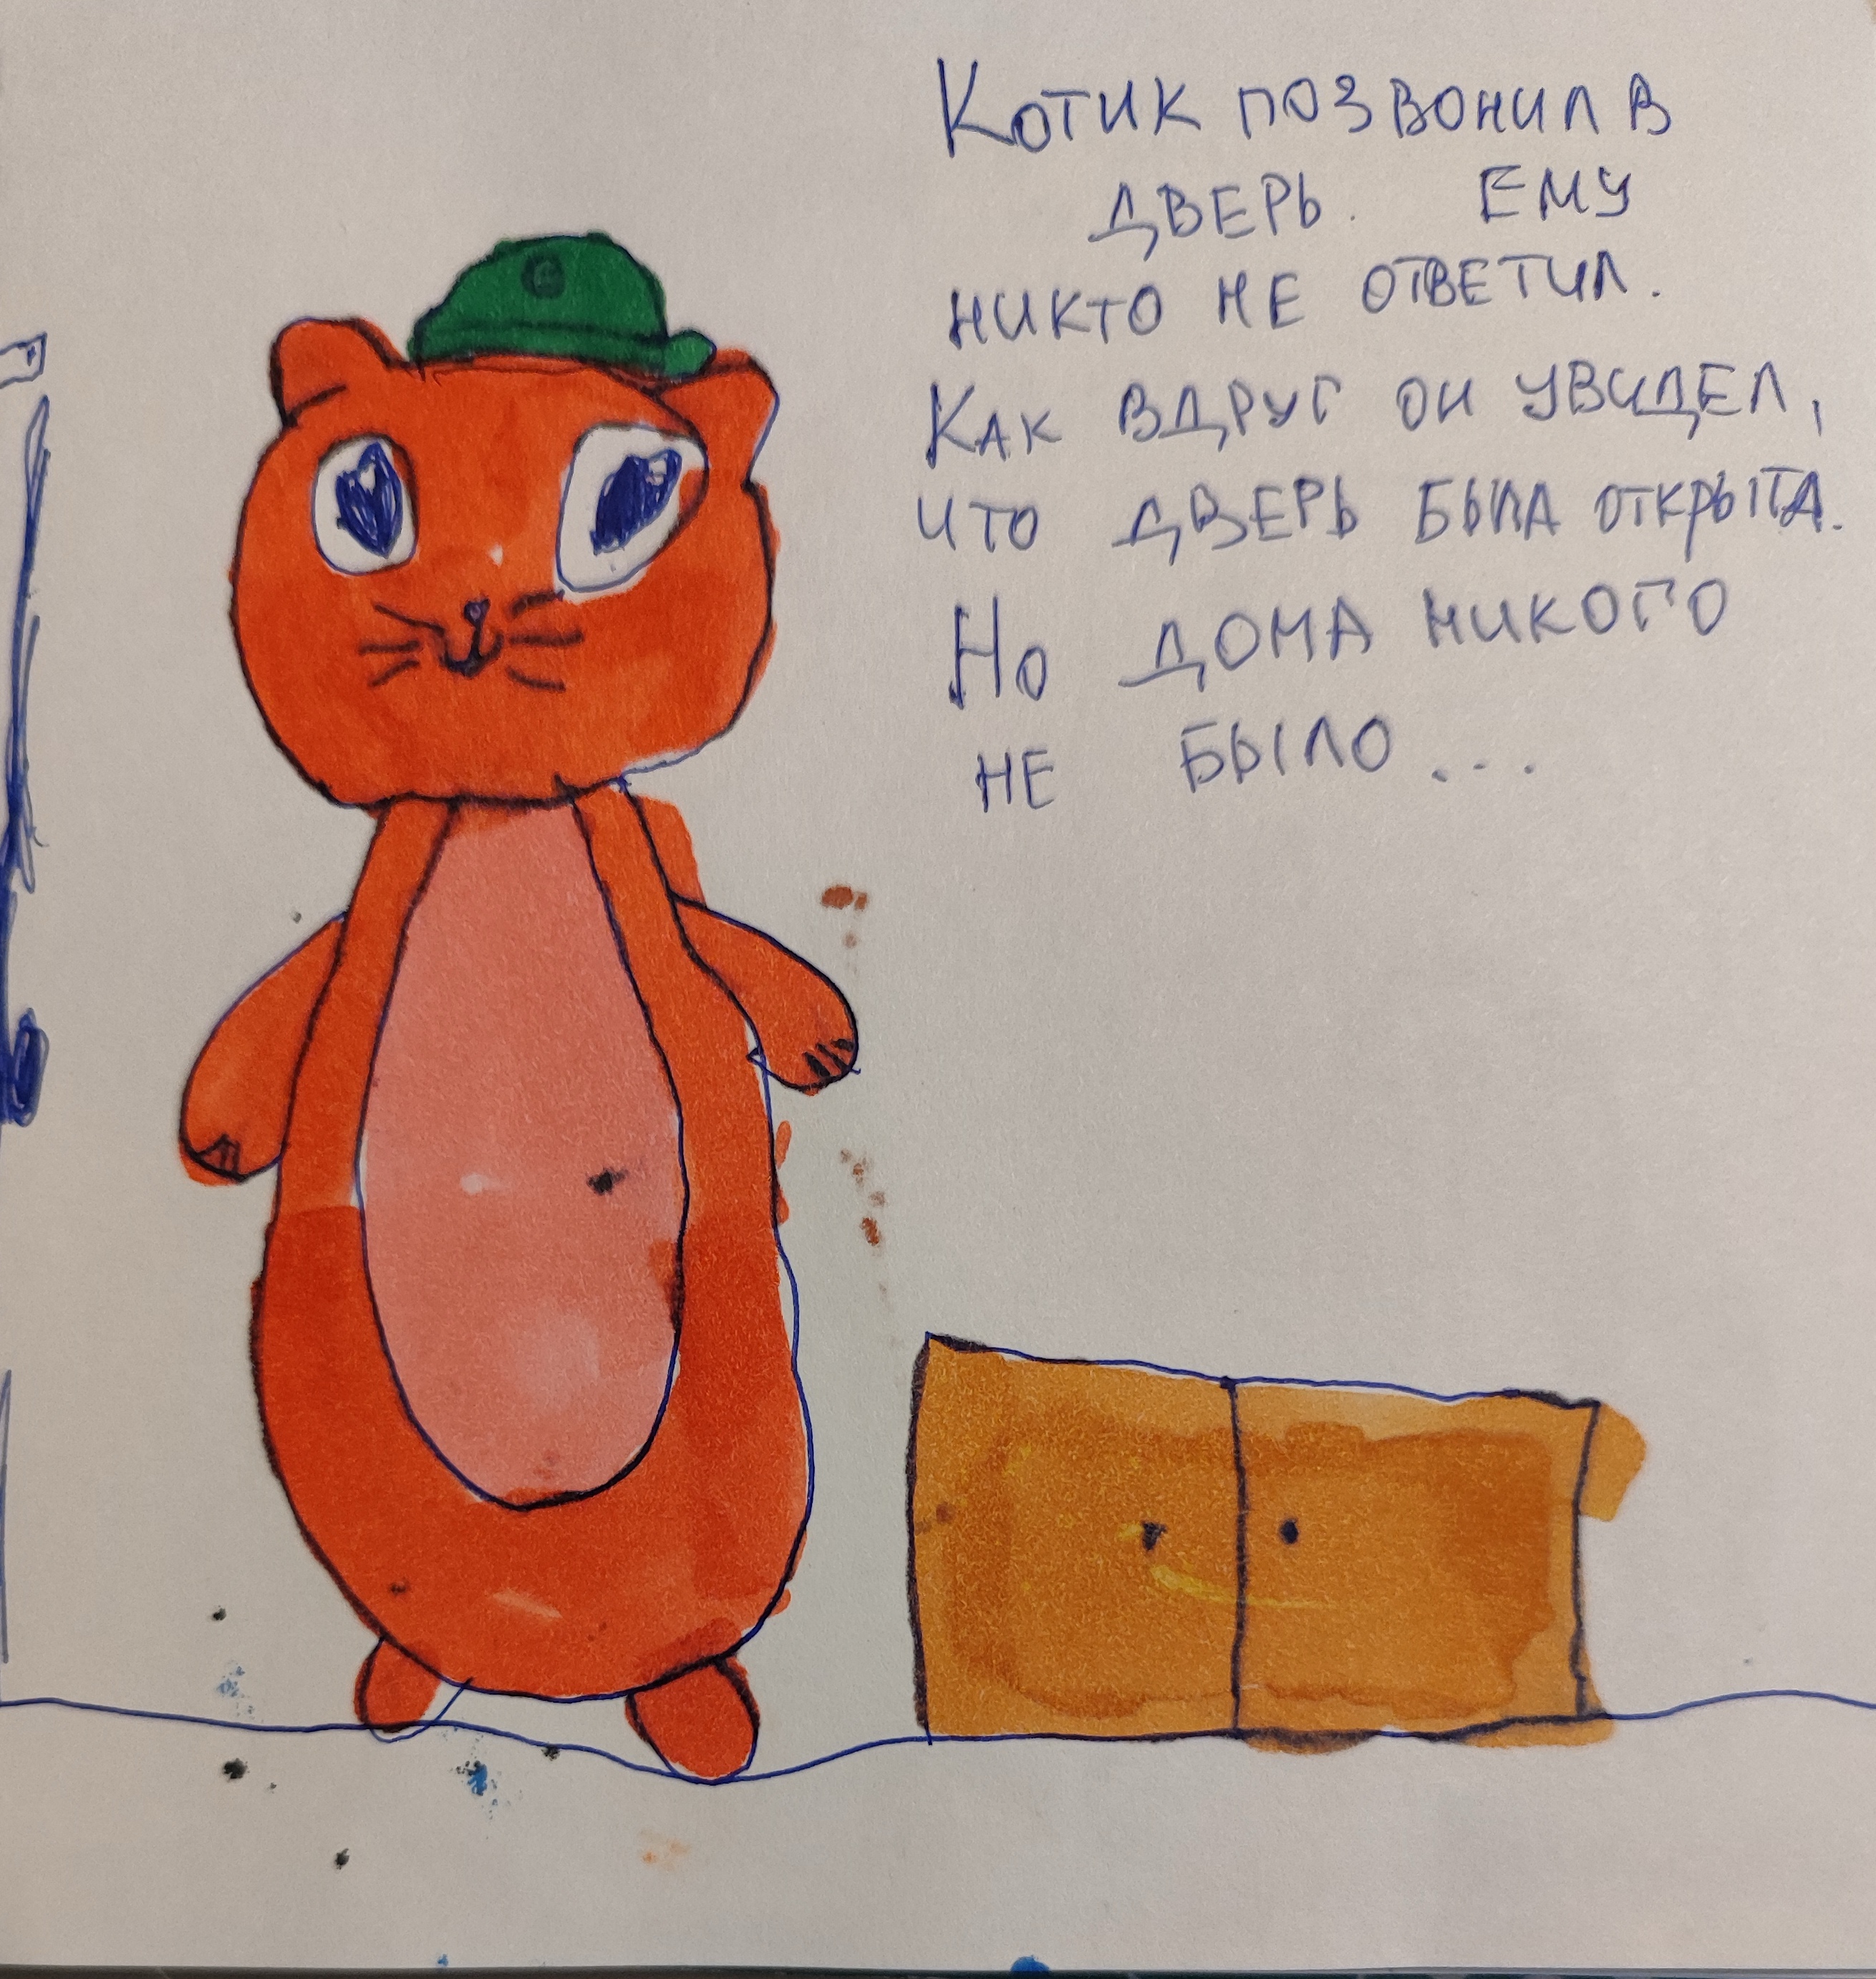 Котик позвонил в
дверь. Ему
никто не ответил.
Как вдруг он увидел,
что дверь была открыта.
Но дома никого
не было...